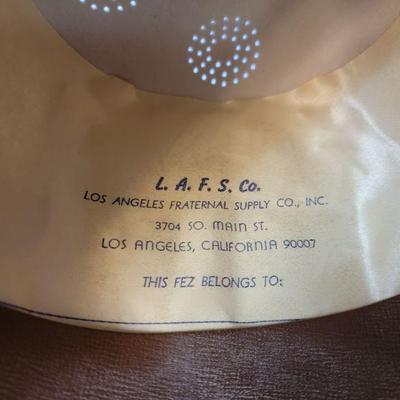 L. A. F. S. Co.
LOS ANGELES FRATERNAL SUPPLY CO., INC.
3704 SO. MAIN ST.
LOS ANGELES, CALIFORNIA 90007
THIS FEZ BELONGS TO: